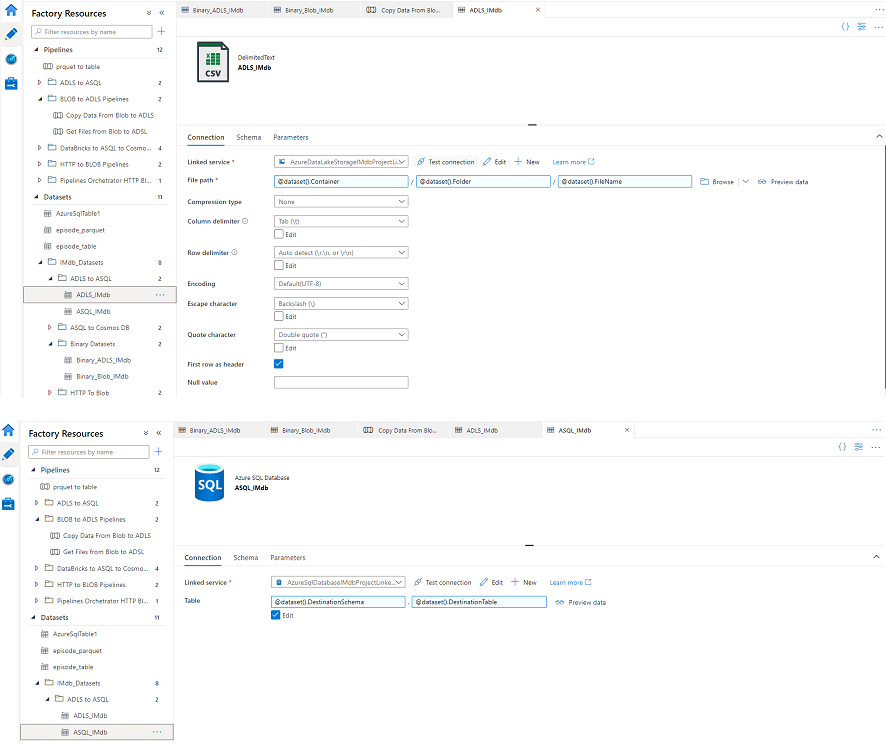 Factory Resources
Filter resources by name
Pipelines 12
prquet to table
ADLS to ASQL 2
BLOB to ADLS Pipelines 2
Copy Data From Blob to ADLS
Get Files from Blob to ADSL
DataBricks to ASQL to Cosmo... 4
HTTP to BLOB Pipelines 2
Pipelines Orchetrator HTTP Bl... 1
Datasets 11
AzureSqlTable1
episode_parquet
episode_table
IMdb_Datasets 8
ADLS to ASQL 2
ADLS_IMdb ...
ASQL_IMdb
ASQL to Cosmos DB 2
Binary Datasets 2
Binary_ADLS_IMdb
Binary_Blob_IMdb
HTTP To Blob 2
Binary_ADLS_IMdb Binary_Blob_IMdb Copy Data From Blo... ADLS_IMdb
CSV
DelimitedText
ADLS_IMdb
Connection Schema Parameters
Linked service * AzureDataLakeStorageIMdbProjectLi... Test connection Edit New Learn more
File path * @dataset().Container / @dataset().Folder / @dataset().FileName Browse Preview data
Compression type None
Column delimiter Tab (\t)
Edit
Row delimiter Auto detect (\r,\n, or \r\n)
Edit
Encoding Default(UTF-8)
Escape character Backslash (\)
Edit
Quote character Double quote (")
Edit
First row as header
Null value
Factory Resources
Filter resources by name
Pipelines 12
prquet to table
ADLS to ASQL 2
BLOB to ADLS Pipelines 2
Copy Data From Blob to ADLS
Get Files from Blob to ADSL
DataBricks to ASQL to Cosmo... 4
HTTP to BLOB Pipelines 2
Pipelines Orchetrator HTTP Bl... 1
Datasets 11
AzureSqlTable1
episode_parquet
episode_table
IMdb_Datasets 8
ADLS to ASQL 2
ADLS_IMdb
ASQL_IMdb ...
Binary_ADLS_IMdb Binary_Blob_IMdb Copy Data From Blo... ADLS_IMdb ASQL_IMdb
SQL
Azure SQL Database
ASQL_IMdb
Connection Schema Parameters
Linked service * AzureSqlDatabaseIMdbProjectLinke... Test connection Edit New Learn more
Table @dataset().DestinationSchema . @dataset().DestinationTable Preview data
Edit